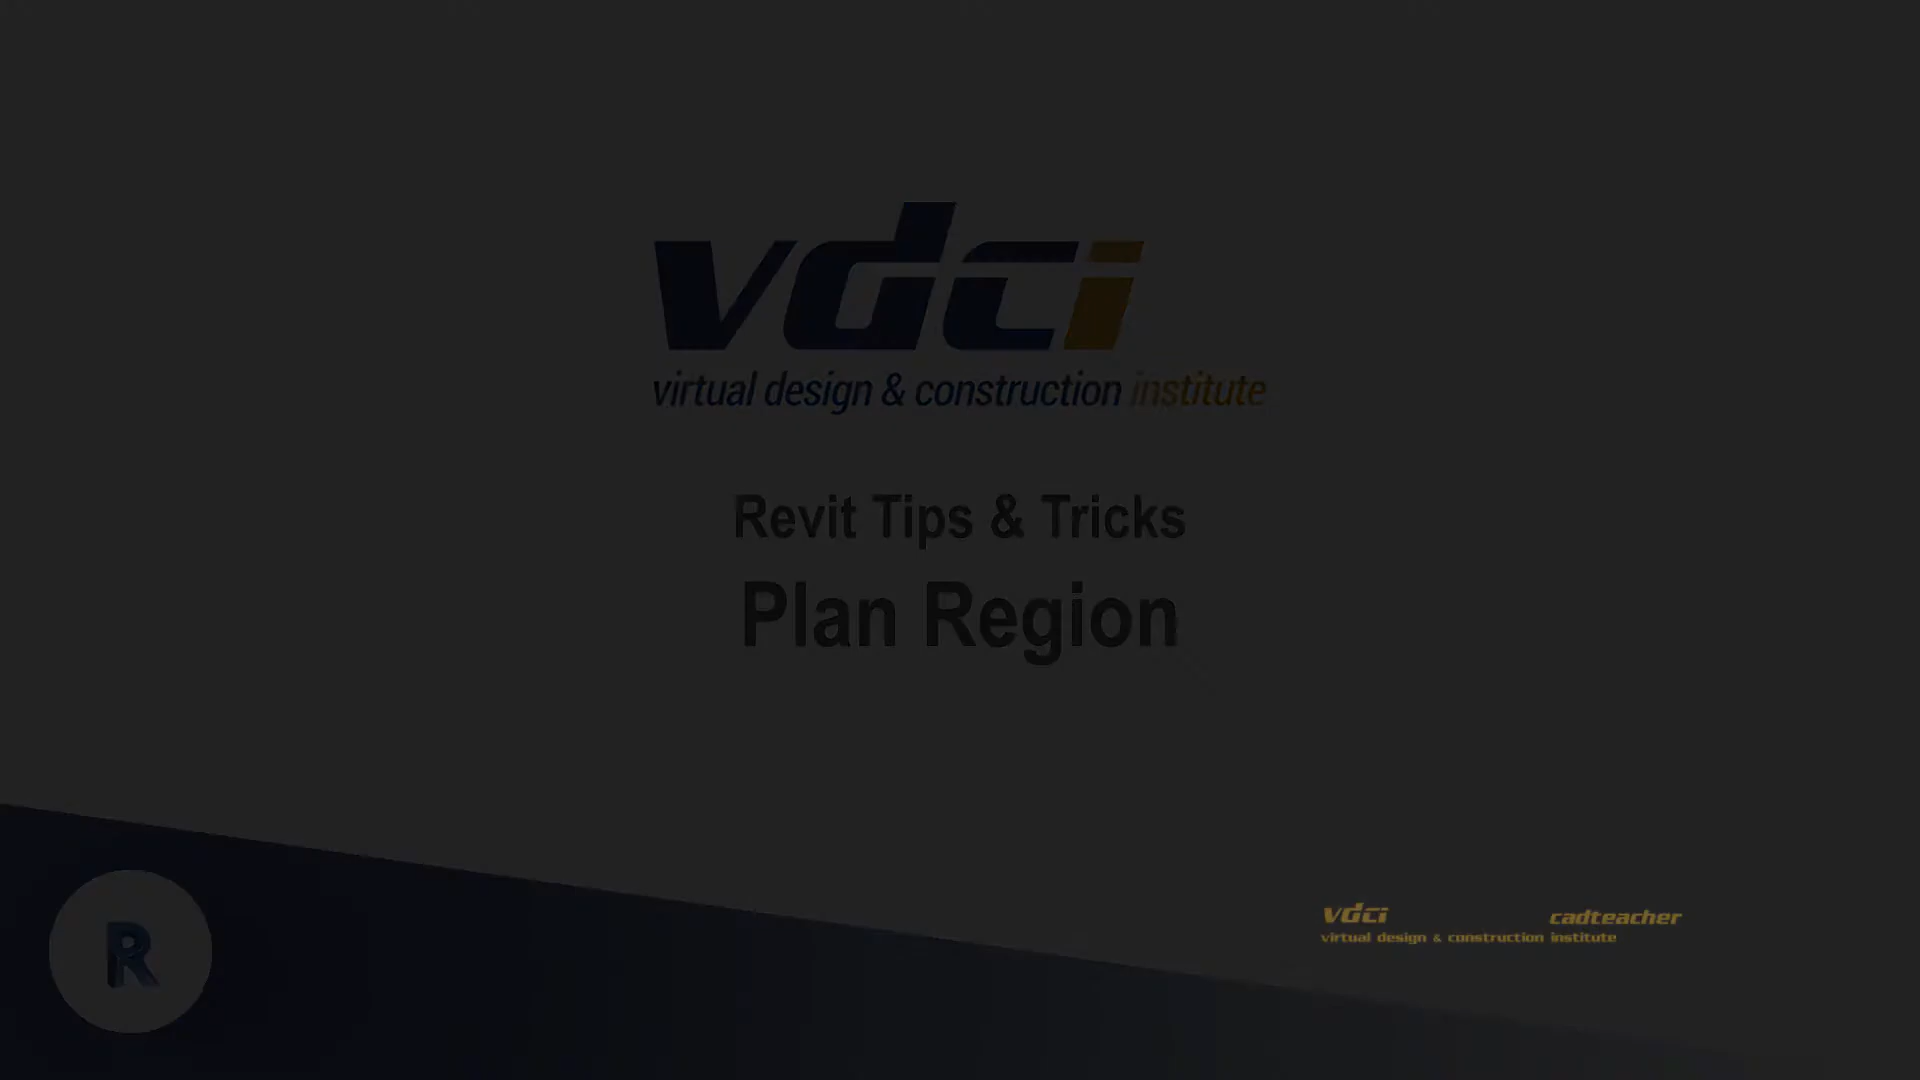 vdci
virtual design & construction institute
Revit Tips & Tricks
Plan Region
R
vdci cadteacher
virtual design & construction institute